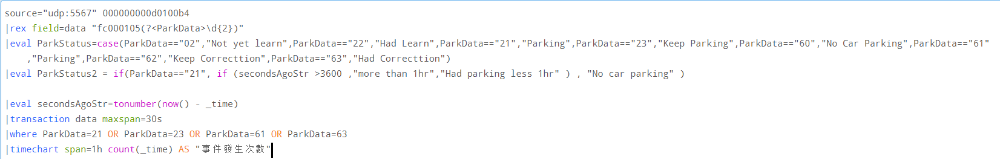 source="udp:5567" 000000000d0100b4
|rex field=data "fc000105(?<ParkData>\d{2})"
|eval ParkStatus=case(ParkData=="02","Not yet learn",ParkData=="22","Had Learn",ParkData=="21","Parking",ParkData=="23","Keep Parking",ParkData=="60","No Car Parking",ParkData=="61"
,"Parking",ParkData=="62","Keep Correcttion",ParkData=="63","Had Correcttion")
|eval ParkStatus2 = if(ParkData=="21", if (secondsAgoStr >3600 ,"more than 1hr","Had parking less 1hr" ) , "No car parking" )
|eval secondsAgoStr=tonumber(now() - _time)
|transaction data maxspan=30s
|where ParkData=21 OR ParkData=23 OR ParkData=61 OR ParkData=63
|timechart span=1h count(_time) AS "事件發生次數"